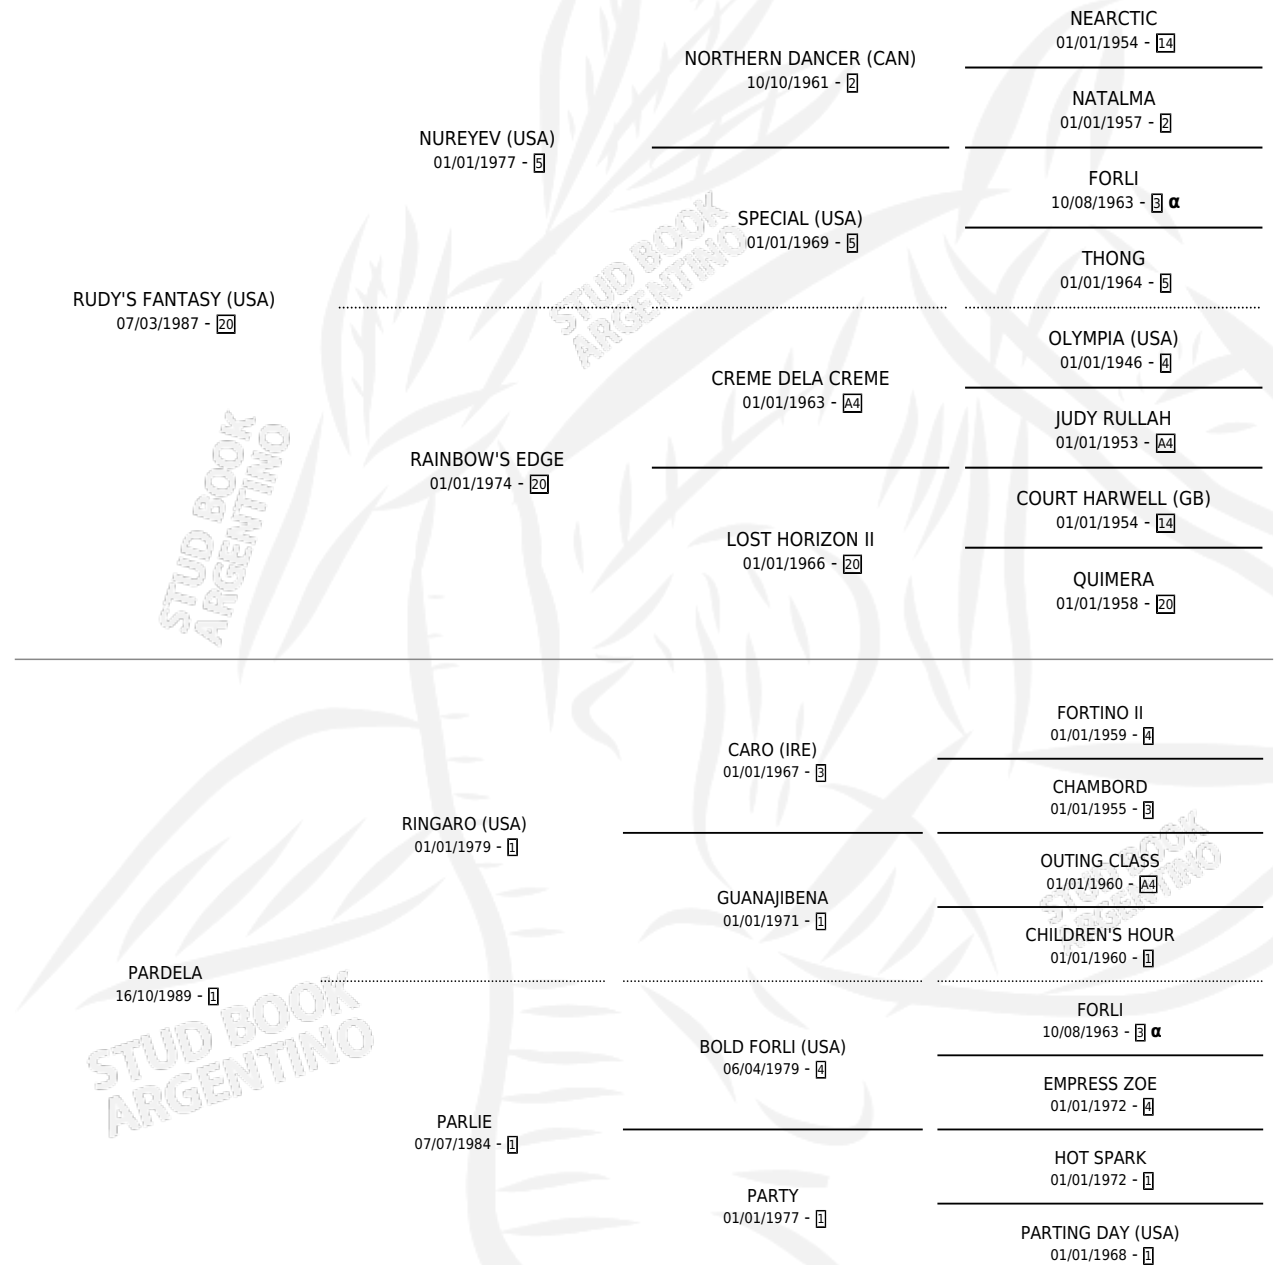 NEARCTIC
01/01/1954 - 14
NORTHERN DANCER (CAN)
10/10/1961 - 2
NATALMA
01/01/1957 - 2
NUREYEV (USA)
01/01/1977 - 5
FORLI
10/08/1963 - 3 α
SPECIAL (USA)
01/01/1969 - 5
THONG
01/01/1964 - 5
RUDY'S FANTASY (USA)
07/03/1987 - 20
OLYMPIA (USA)
01/01/1946 - 4
CREME DELA CREME
01/01/1963 - A4
JUDY RULLAH
01/01/1953 - A4
RAINBOW'S EDGE
01/01/1974 - 20
COURT HARWELL (GB)
01/01/1954 - 14
LOST HORIZON II
01/01/1966 - 20
QUIMERA
01/01/1958 - 20
FORTINO II
01/01/1959 - 4
CARO (IRE)
01/01/1967 - 3
CHAMBORD
01/01/1955 - 3
RINGARO (USA)
01/01/1979 - 1
OUTING CLASS
01/01/1960 - A4
GUANAJIBENA
01/01/1971 - 1
CHILDREN'S HOUR
01/01/1960 - 1
PARDELA
16/10/1989 - 1
FORLI
10/08/1963 - 3 α
BOLD FORLI (USA)
06/04/1979 - 4
EMPRESS ZOE
01/01/1972 - 4
PARLIE
07/07/1984 - 1
HOT SPARK
01/01/1972 - 1
PARTY
01/01/1977 - 1
PARTING DAY (USA)
01/01/1968 - 1
STUD BOOK
ARGENTINO
STUD BOOK
ARGENTINO
STUD BOOK
ARGENTINO
STUD BOOK
ARGENTINO